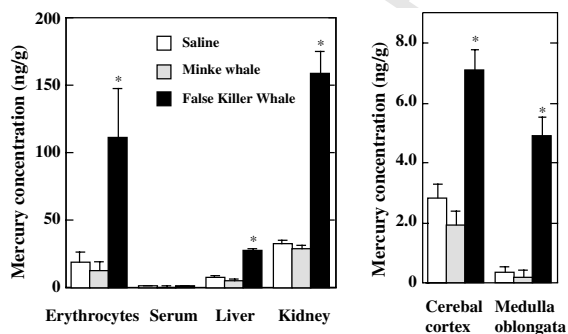 Mercury concentration (ng/g)
200
150
100
50
0
Saline
Minke whale
False Killer Whale
*
*
*
Erythrocytes Serum Liver Kidney
Mercury concentration (ng/g)
8.0
6.0
4.0
2.0
0
*
*
Cerebral
cortex
Medulla
oblongata